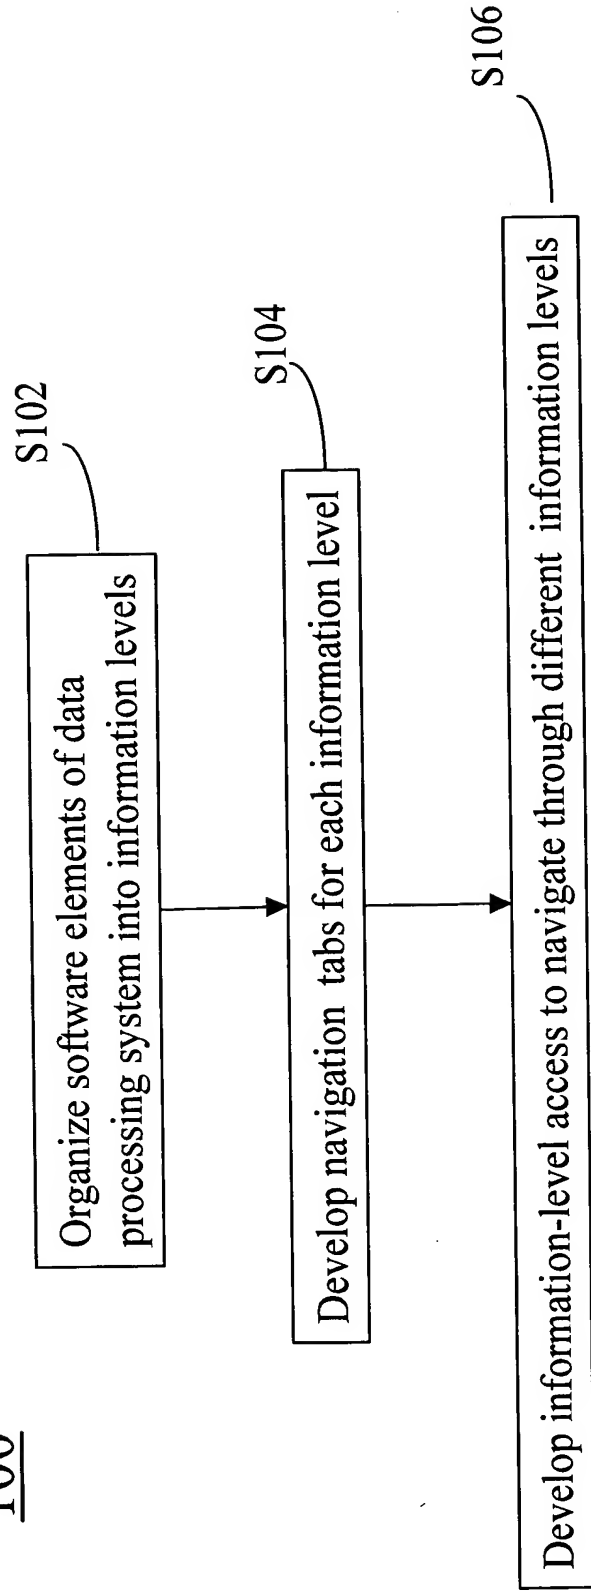 100
S102
Organize software elements of data
processing system into information levels
S104
Develop navigation tabs for each information level
S106
Develop information-level access to navigate through different information levels